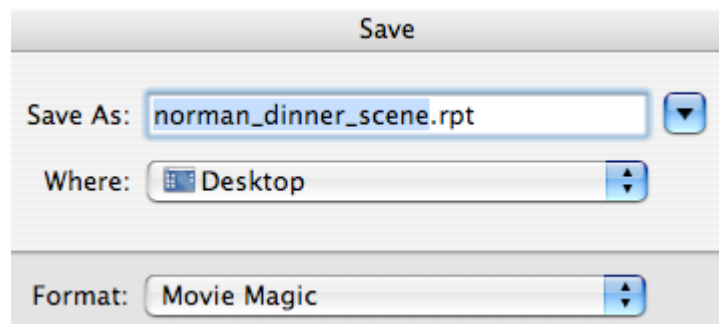 Save
Save As: norman_dinner_scene.rpt
Where: Desktop
Format: Movie Magic